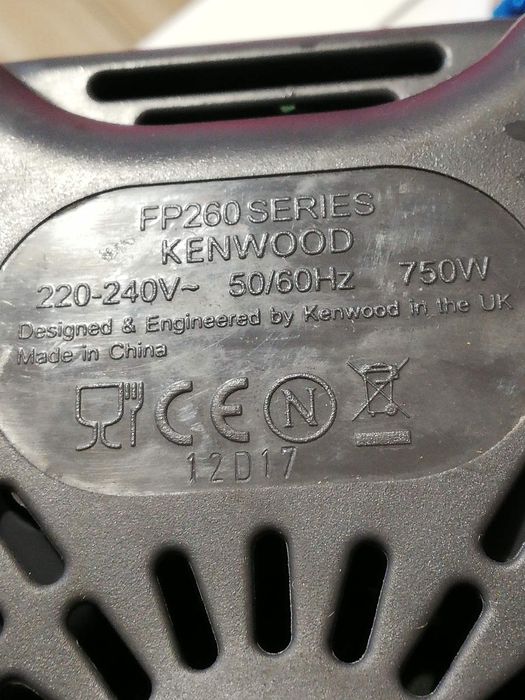 FP260 SERIES
KENWOOD
220-240V~ 50/60Hz 750W
Designed & Engineered by Kenwood in the UK
Made in China
CE N
12D17